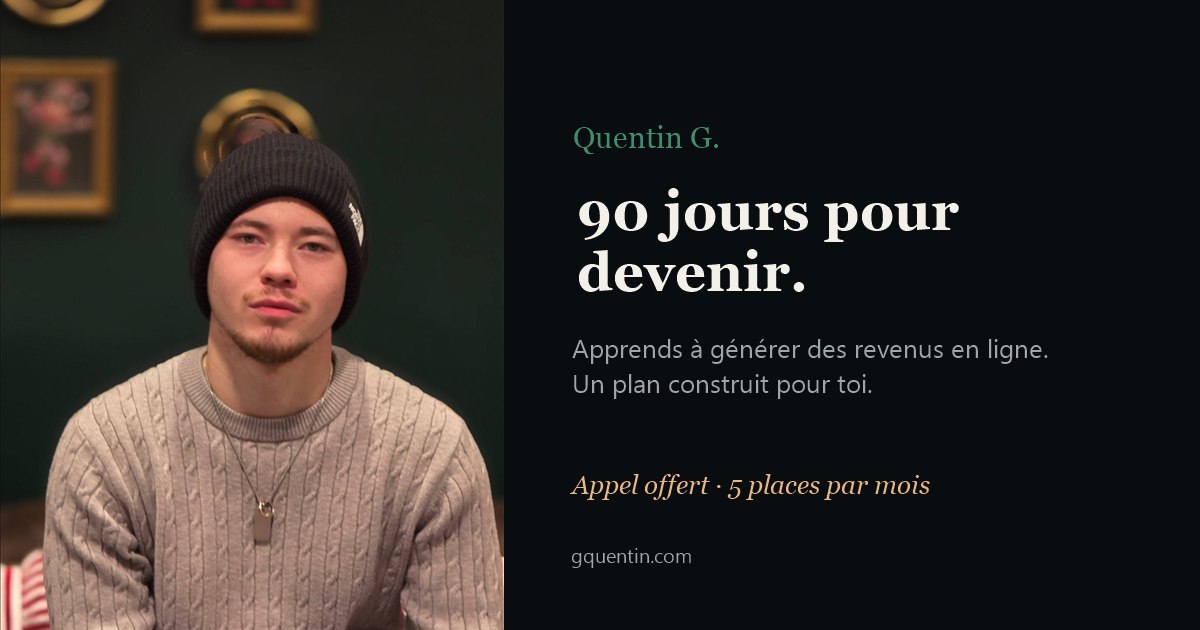 Quentin G.
90 jours pour
devenir.
Apprends à générer des revenus en ligne.
Un plan construit pour toi.
Appel offert · 5 places par mois
gquentin.com